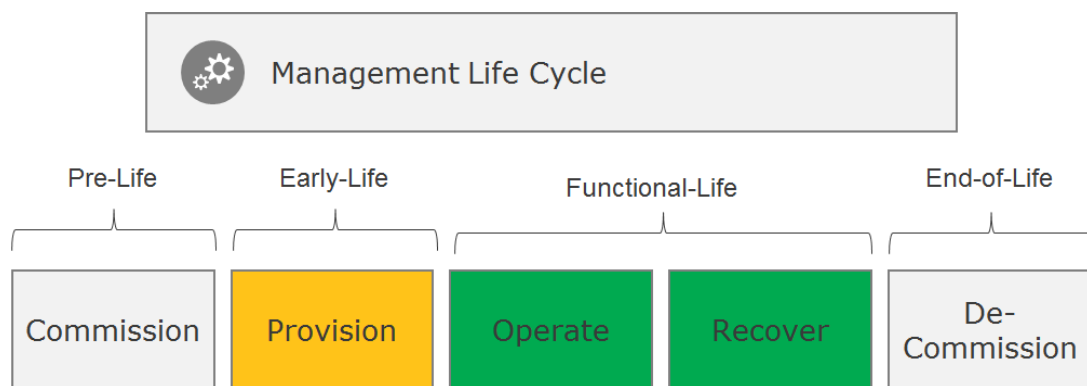 Management Life Cycle
Pre-Life
Early-Life
Functional-Life
End-of-Life
Commission
Provision
Operate
Recover
De-
Commission